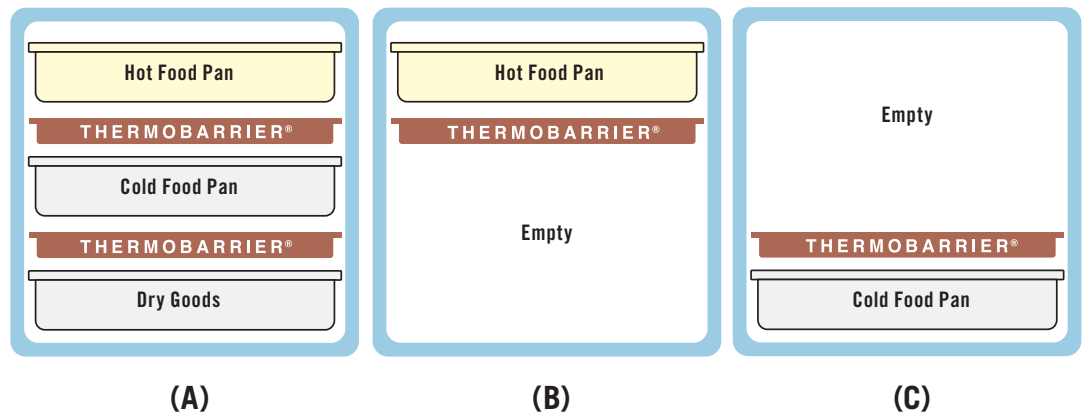 Hot Food Pan
THERMOBARRIER®
Cold Food Pan
THERMOBARRIER®
Dry Goods
(A)
Hot Food Pan
THERMOBARRIER®
Empty
(B)
Empty
THERMOBARRIER®
Cold Food Pan
(C)